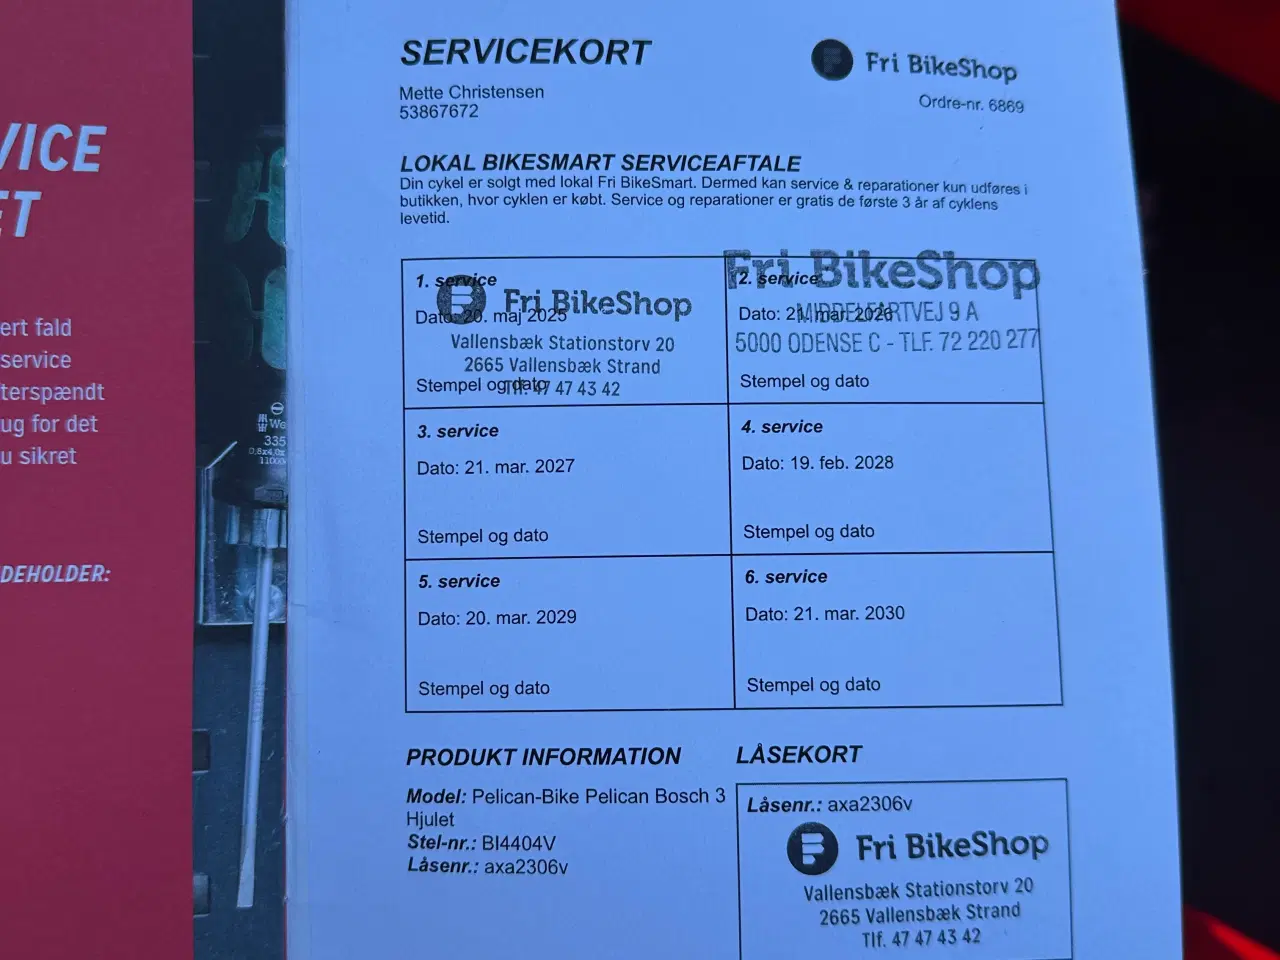 VICE
ET
ert fald
service
terspændt
ug for det
u sikret
DEHOLDER:
We
335
0,8x4,0x
11000
SERVICEKORT
Fri BikeShop
Mette Christensen
53867672
Ordre-nr. 6869
LOKAL BIKESMART SERVICEAFTALE
Din cykel er solgt med lokal Fri BikeSmart. Dermed kan service & reparationer kun udføres i
butikken, hvor cyklen er købt. Service og reparationer er gratis de første 3 år af cyklens
levetid.
1. service
Fri BikeShop
Dato: 20. maj 2025
Vallensbæk Stationstorv 20
2665 Vallensbæk Strand
Stempel og dato
Tlf. 47 47 43 42
Fri BikeShop
2. service
Dato: 21. mar. 2026
MIDDELFARTVEJ 9 A
5000 ODENSE C - TLF. 72 220 277
Stempel og dato
3. service
Dato: 21. mar. 2027
Stempel og dato
4. service
Dato: 19. feb. 2028
Stempel og dato
5. service
Dato: 20. mar. 2029
Stempel og dato
6. service
Dato: 21. mar. 2030
Stempel og dato
PRODUKT INFORMATION
Model: Pelican-Bike Pelican Bosch 3
Hjulet
Stel-nr.: BI4404V
Låsenr.: axa2306v
LÅSEKORT
Låsenr.: axa2306v
Fri BikeShop
Vallensbæk Stationstorv 20
2665 Vallensbæk Strand
Tlf. 47 47 43 42